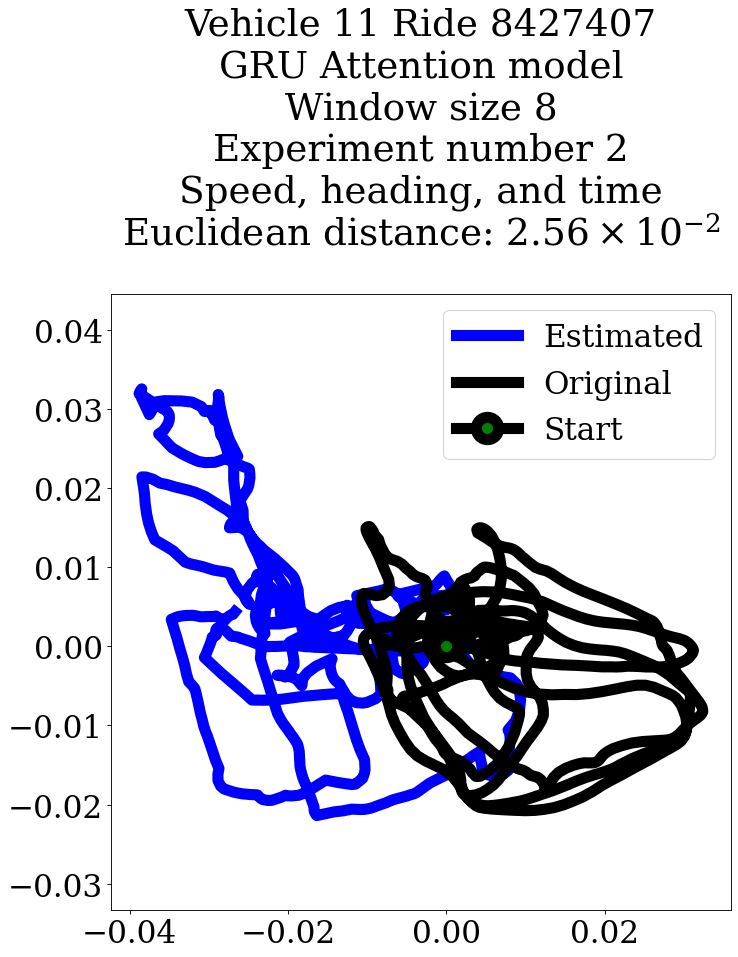 Vehicle 11 Ride 8427407
GRU Attention model
Window size 8
Experiment number 2
Speed, heading, and time
Euclidean distance: 2.56 × 10⁻²
Estimated
Original
Start
0.04
0.03
0.02
0.01
0.00
−0.01
−0.02
−0.03
−0.04 −0.02 0.00 0.02